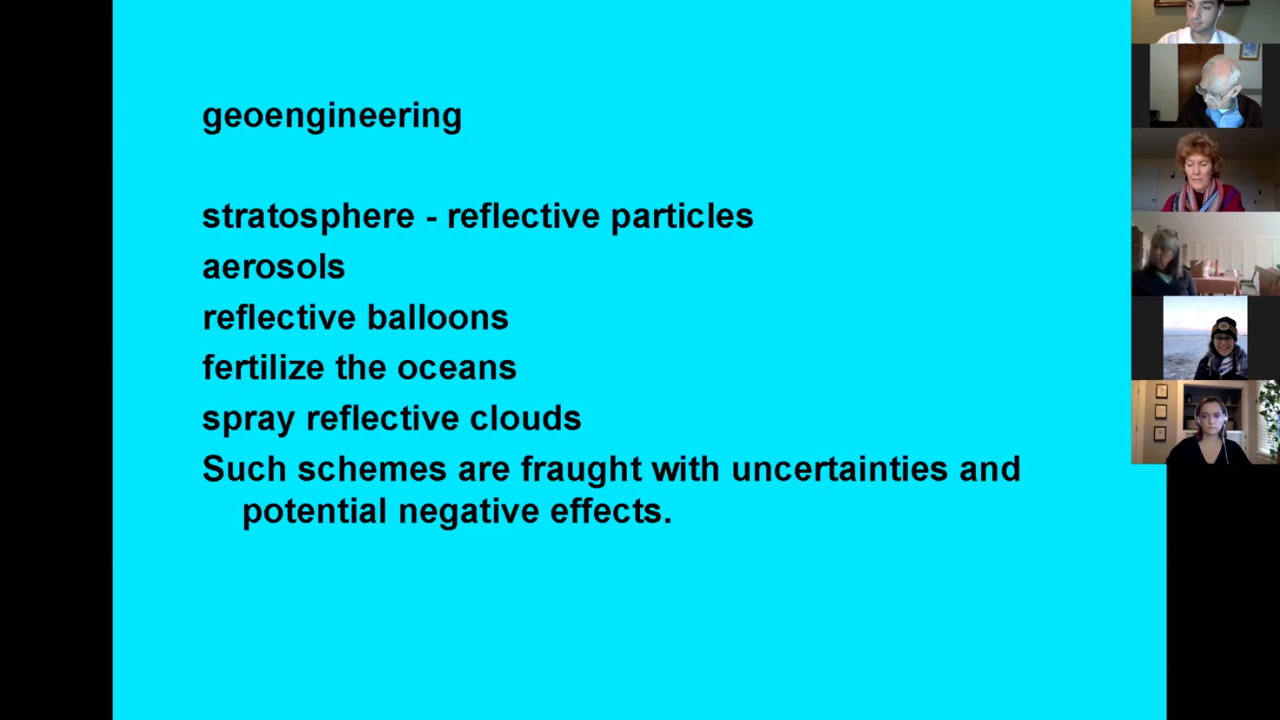 geoengineering
stratosphere - reflective particles
aerosols
reflective balloons
fertilize the oceans
spray reflective clouds
Such schemes are fraught with uncertainties and
potential negative effects.